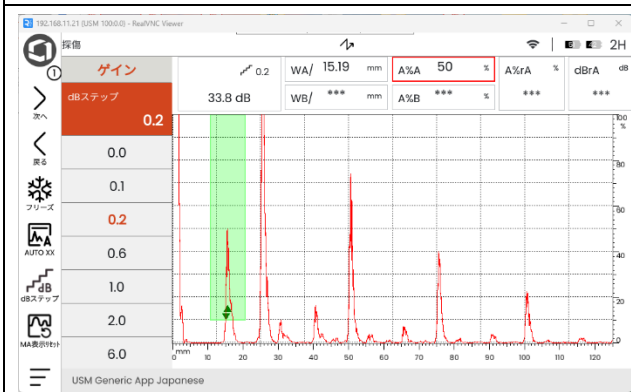 192.168.11.21 (USM 100:0.0) - RealVNC Viewer
探傷
2H
1
ゲイン
0.2
33.8 dB
WA/ 15.19 mm
A%A 50 %
A%rA %
***
dBrA dB
***
WB/ *** mm
A%B *** %
次へ
dBステップ
0.2
戻る
0.0
フリーズ
0.1
0.2
AUTO XX
0.6
dB
dBステップ
1.0
MA表示リセット
2.0
6.0
100
%
80
60
40
20
0
mm 10 20 30 40 50 60 70 80 90 100 110 120
USM Generic App Japanese